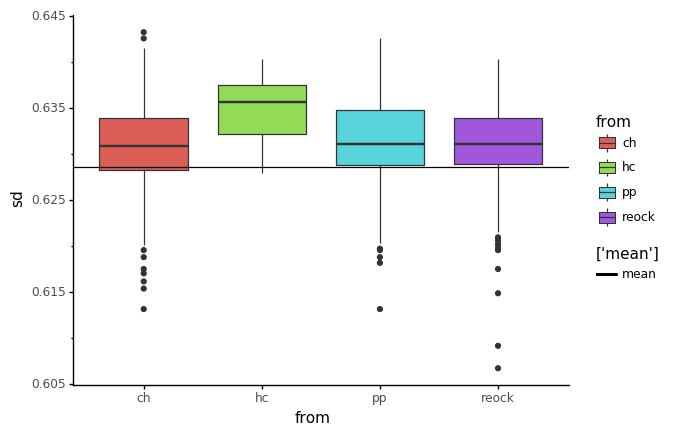 0.645
0.635
0.625
0.615
0.605
sd
ch hc pp reock
from
from
ch
hc
pp
reock
['mean']
mean